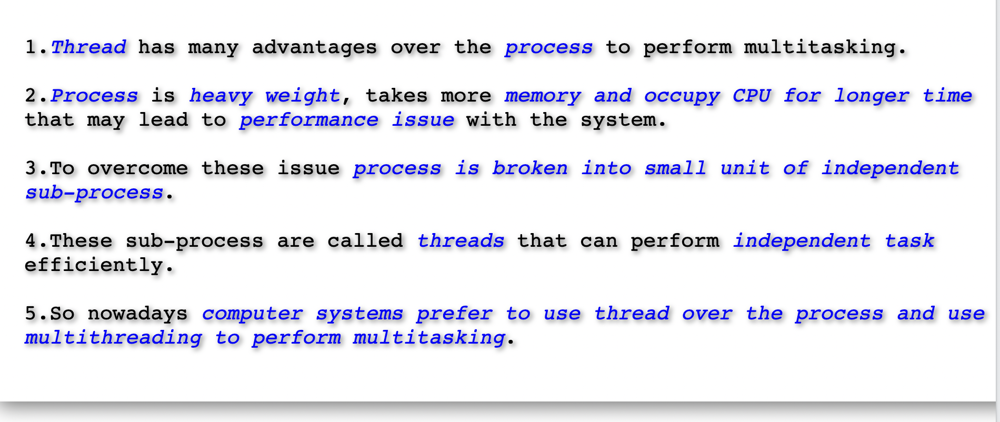 1.Thread has many advantages over the process to perform multitasking.
2.Process is heavy weight, takes more memory and occupy CPU for longer time
that may lead to performance issue with the system.
3.To overcome these issue process is broken into small unit of independent
sub-process.
4.These sub-process are called threads that can perform independent task
efficiently.
5.So nowadays computer systems prefer to use thread over the process and use
multithreading to perform multitasking.